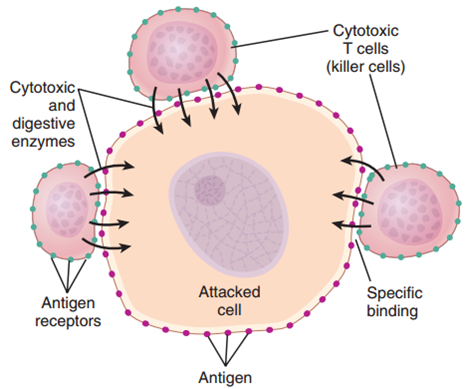 Cytotoxic
T cells
(killer cells)
Cytotoxic
and
digestive
enzymes
Antigen
receptors
Attacked
cell
Specific
binding
Antigen